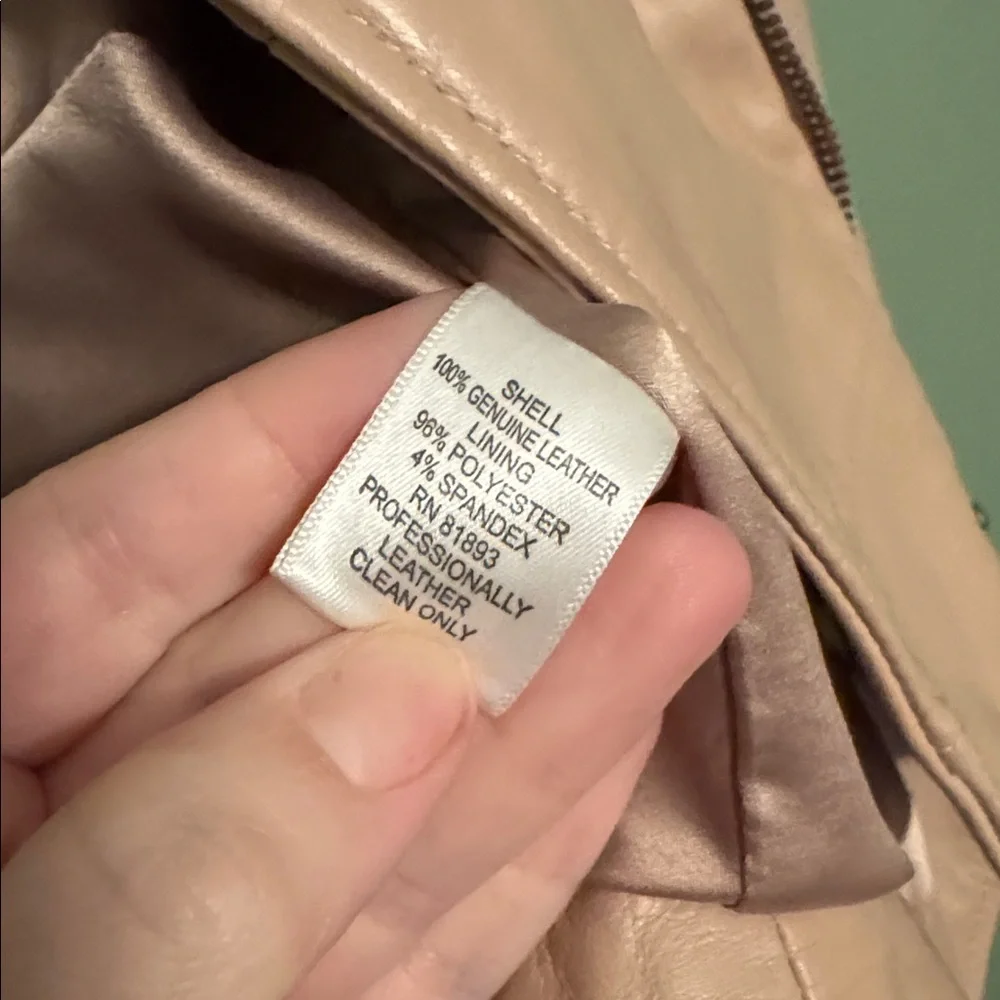 SHELL
100% GENUINE LEATHER
LINING
96% POLYESTER
4% SPANDEX
RN 81893
PROFESSIONALLY
LEATHER
CLEAN ONLY